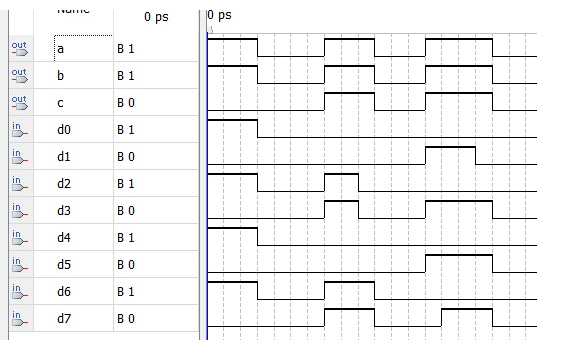 Name 0 ps 0 ps
out a B 1
out b B 1
out c B 0
in d0 B 1
in d1 B 0
in d2 B 1
in d3 B 0
in d4 B 1
in d5 B 0
in d6 B 1
in d7 B 0